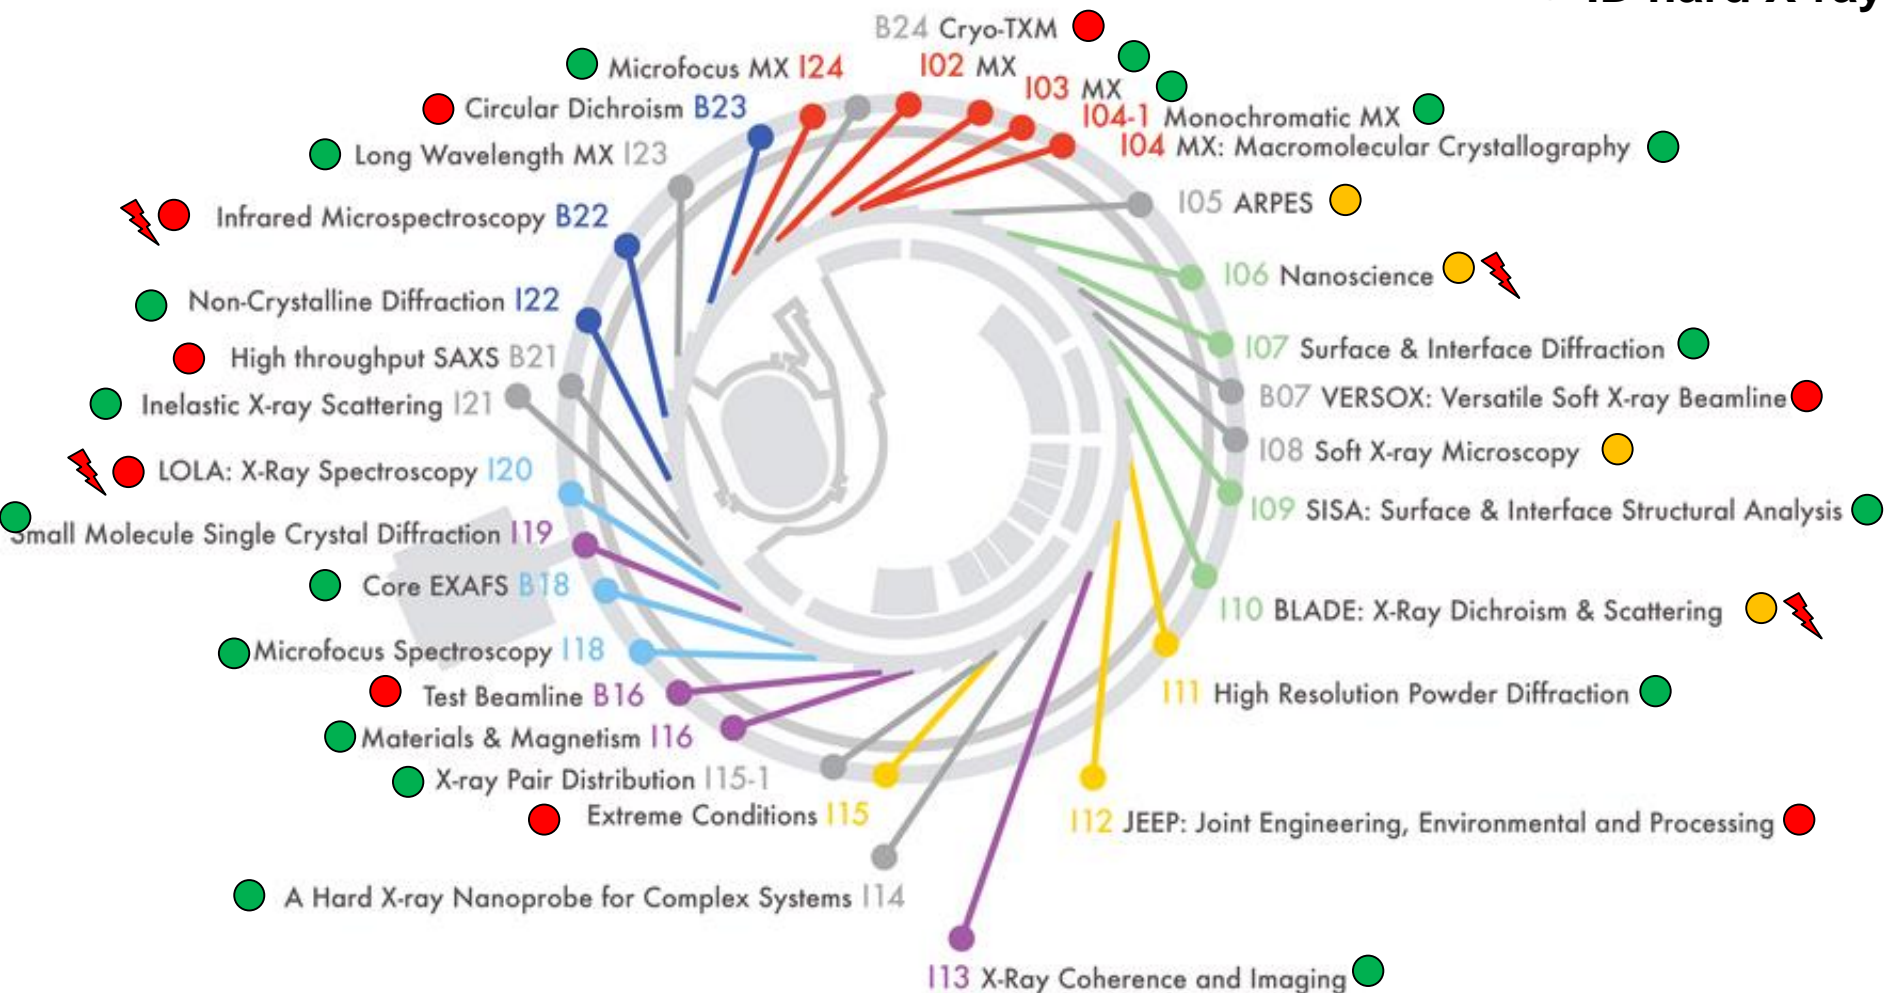 ID hard X-ray
B24 Cryo-TXM
Microfocus MX I24
I02 MX
I03 MX
Circular Dichroism B23
I04-1 Monochromatic MX
Long Wavelength MX I23
I04 MX: Macromolecular Crystallography
I05 ARPES
Infrared Microspectroscopy B22
I06 Nanoscience
Non-Crystalline Diffraction I22
I07 Surface & Interface Diffraction
High throughput SAXS B21
B07 VERSOX: Versatile Soft X-ray Beamline
Inelastic X-ray Scattering I21
I08 Soft X-ray Microscopy
LOLA: X-Ray Spectroscopy I20
I09 SISA: Surface & Interface Structural Analysis
Small Molecule Single Crystal Diffraction I19
Core EXAFS B18
I10 BLADE: X-Ray Dichroism & Scattering
Microfocus Spectroscopy I18
Test Beamline B16
I11 High Resolution Powder Diffraction
Materials & Magnetism I16
X-ray Pair Distribution I15-1
Extreme Conditions I15
I12 JEEP: Joint Engineering, Environmental and Processing
A Hard X-ray Nanoprobe for Complex Systems I14
I13 X-Ray Coherence and Imaging